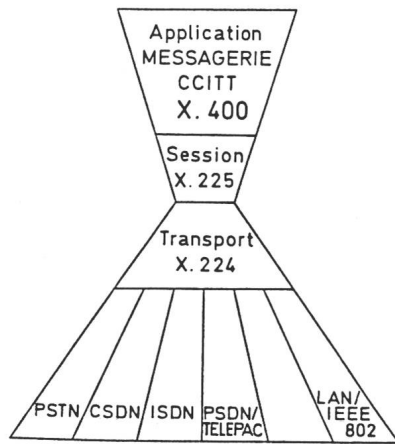 Application
MESSAGERIE
CCITT
X. 400
Session
X.225
Transport
X.224
PSTN
CSDN
ISDN
PSDN/
TELEPAC
LAN/
IEEE
802